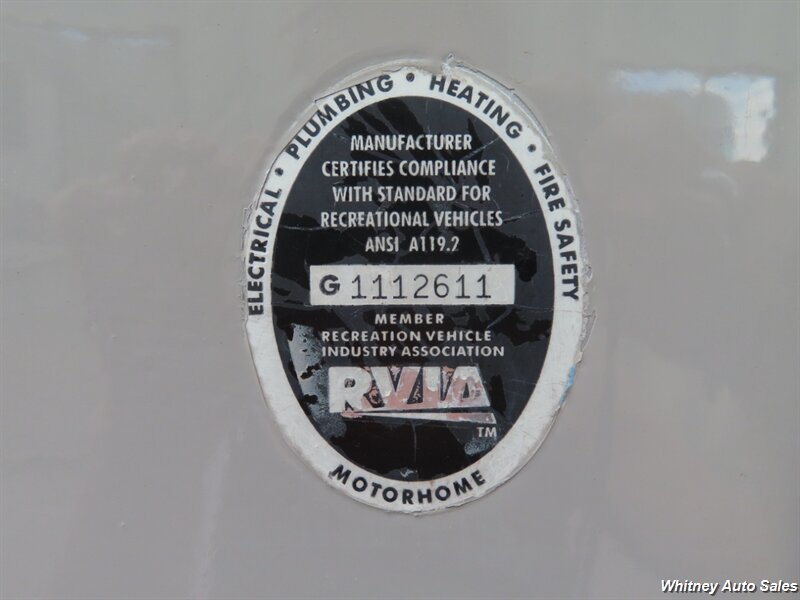 ELECTRICAL • PLUMBING • HEATING • FIRE SAFETY
MANUFACTURER
CERTIFIES COMPLIANCE
WITH STANDARD FOR
RECREATIONAL VEHICLES
ANSI A119.2
G 1112611
MEMBER
RECREATION VEHICLE
INDUSTRY ASSOCIATION
RVIA
TM
MOTORHOME
Whitney Auto Sales